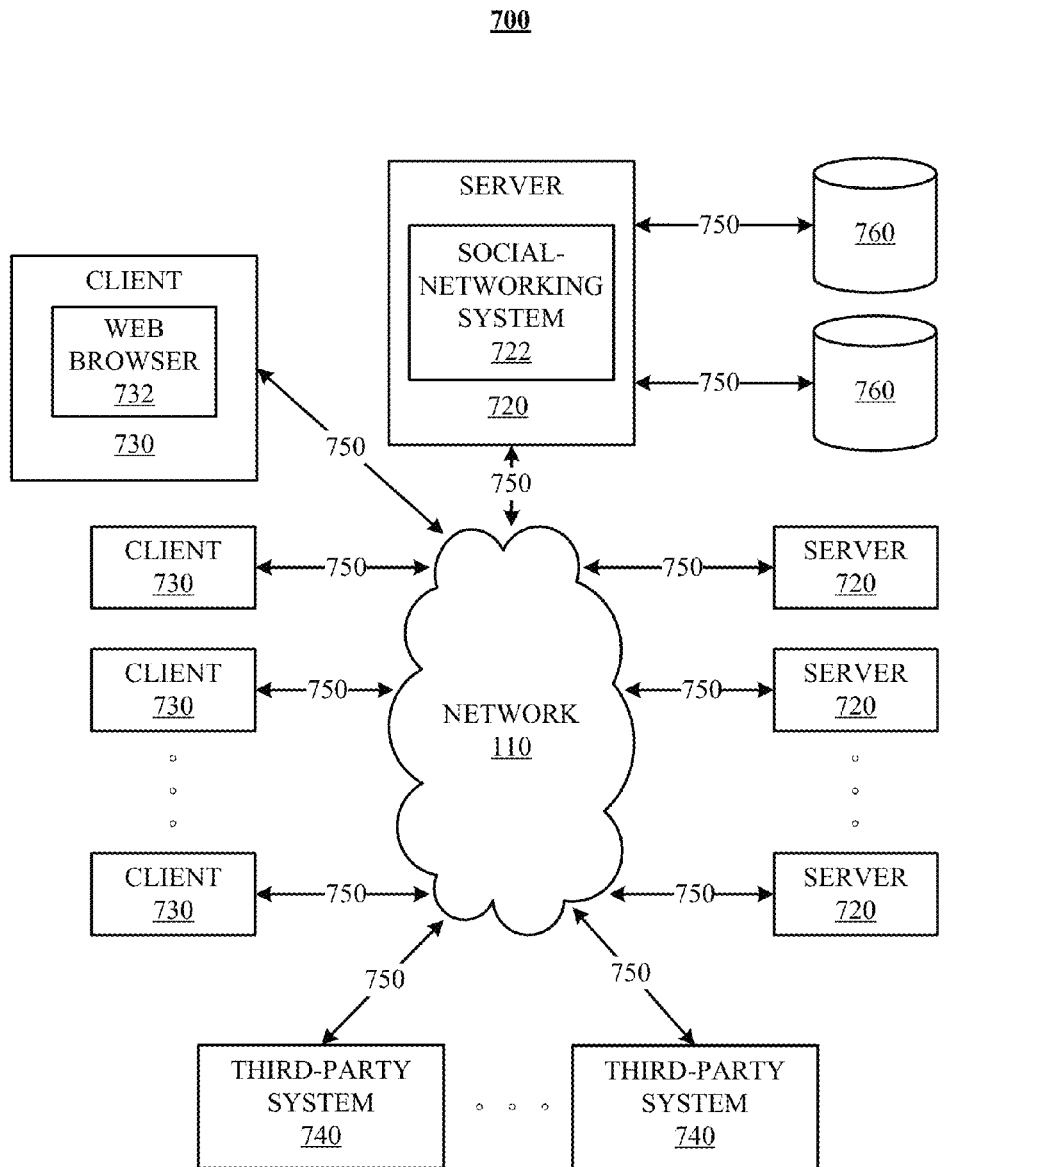 700
SERVER
SOCIAL-
NETWORKING
SYSTEM
722
720
750
760
750
760
CLIENT
WEB
BROWSER
732
730
750
750
CLIENT
730
750
750
SERVER
720
CLIENT
730
750
NETWORK
110
750
SERVER
720
CLIENT
730
750
750
SERVER
720
750
750
THIRD-PARTY
SYSTEM
740
THIRD-PARTY
SYSTEM
740